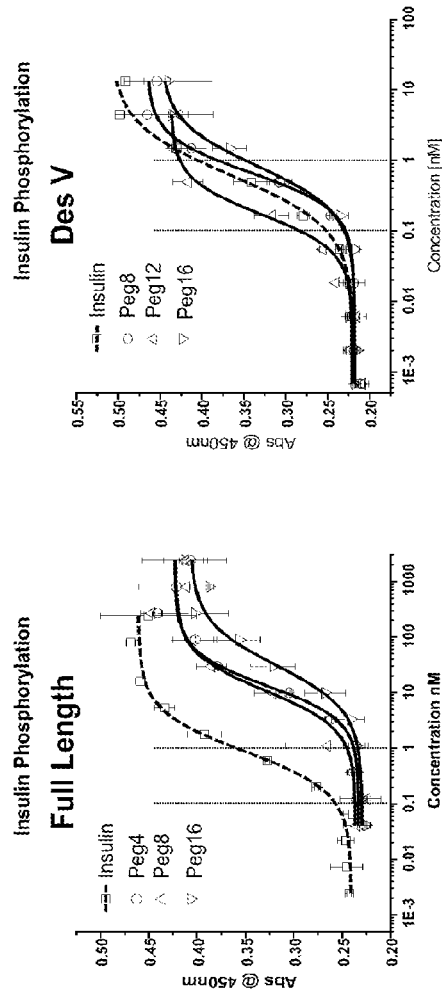 Insulin Phosphorylation
Full Length
Insulin
Peg4
Peg8
Peg16
Abs @ 450nm
0.50
0.45
0.40
0.35
0.30
0.25
0.20
1E-3
0.01
0.1
1
10
100
1000
Concentration nM
Insulin Phosphorylation
Des V
Insulin
Peg8
Peg12
Peg16
Abs @ 450nm
0.55
0.50
0.45
0.40
0.35
0.30
0.25
0.20
1E-3
0.01
0.1
1
10
100
Concentration [nM]